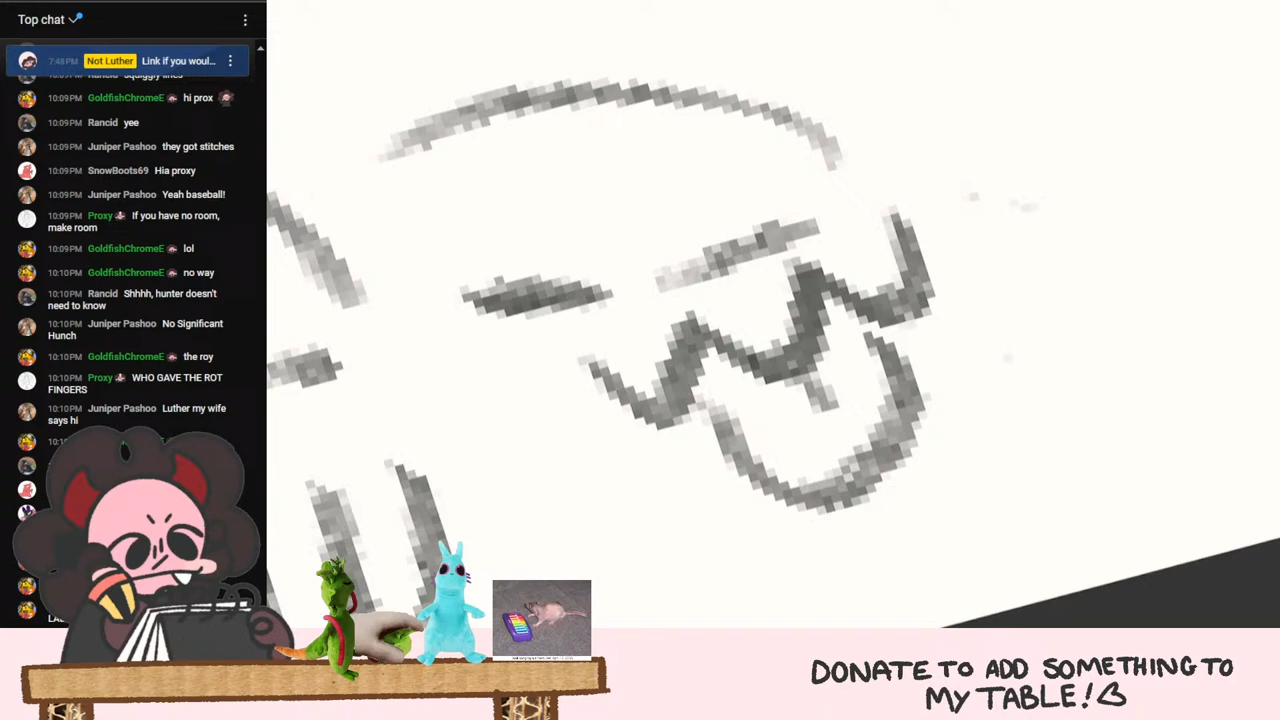 Top chat
7:48PM Not Luther Link if you woul...
squiggly lines
10:09PM GoldfishChromeE hi prox
10:09PM Rancid yee
10:09PM Juniper Pashoo they got stitches
10:09PM SnowBoots69 Hia proxy
10:09PM Juniper Pashoo Yeah baseball!
10:09PM Proxy If you have no room,
make room
10:09PM GoldfishChromeE lol
10:10PM GoldfishChromeE no way
10:10PM Rancid Shhhh, hunter doesn't
need to know
10:10PM Juniper Pashoo No Significant
Hunch
10:10PM GoldfishChromeE the roy
10:10PM Proxy WHO GAVE THE ROT
FINGERS
10:10PM Juniper Pashoo Luther my wife
says hi
DONATE TO ADD SOMETHING TO
MY TABLE!